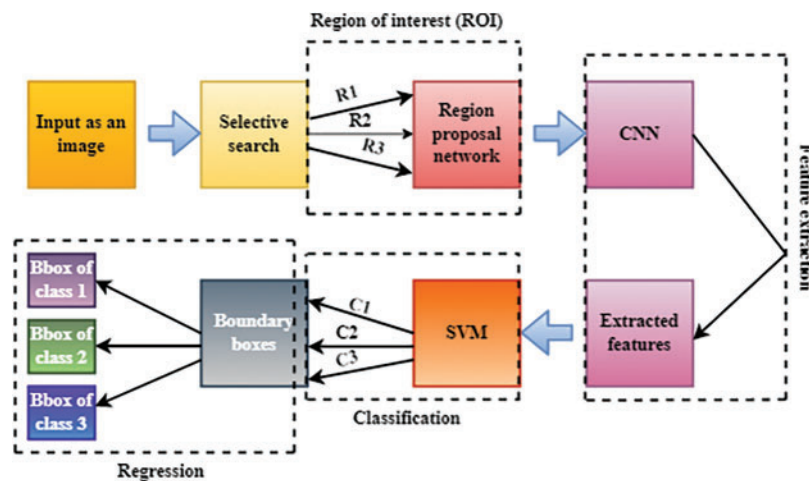 Region of interest (ROI)
Input as an
image
Selective
search
R1
R2
R3
Region
proposal
network
CNN
Feature extraction
Bbox of
class 1
Bbox of
class 2
Bbox of
class 3
Boundary
boxes
C1
C2
C3
SVM
Extracted
features
Classification
Regression